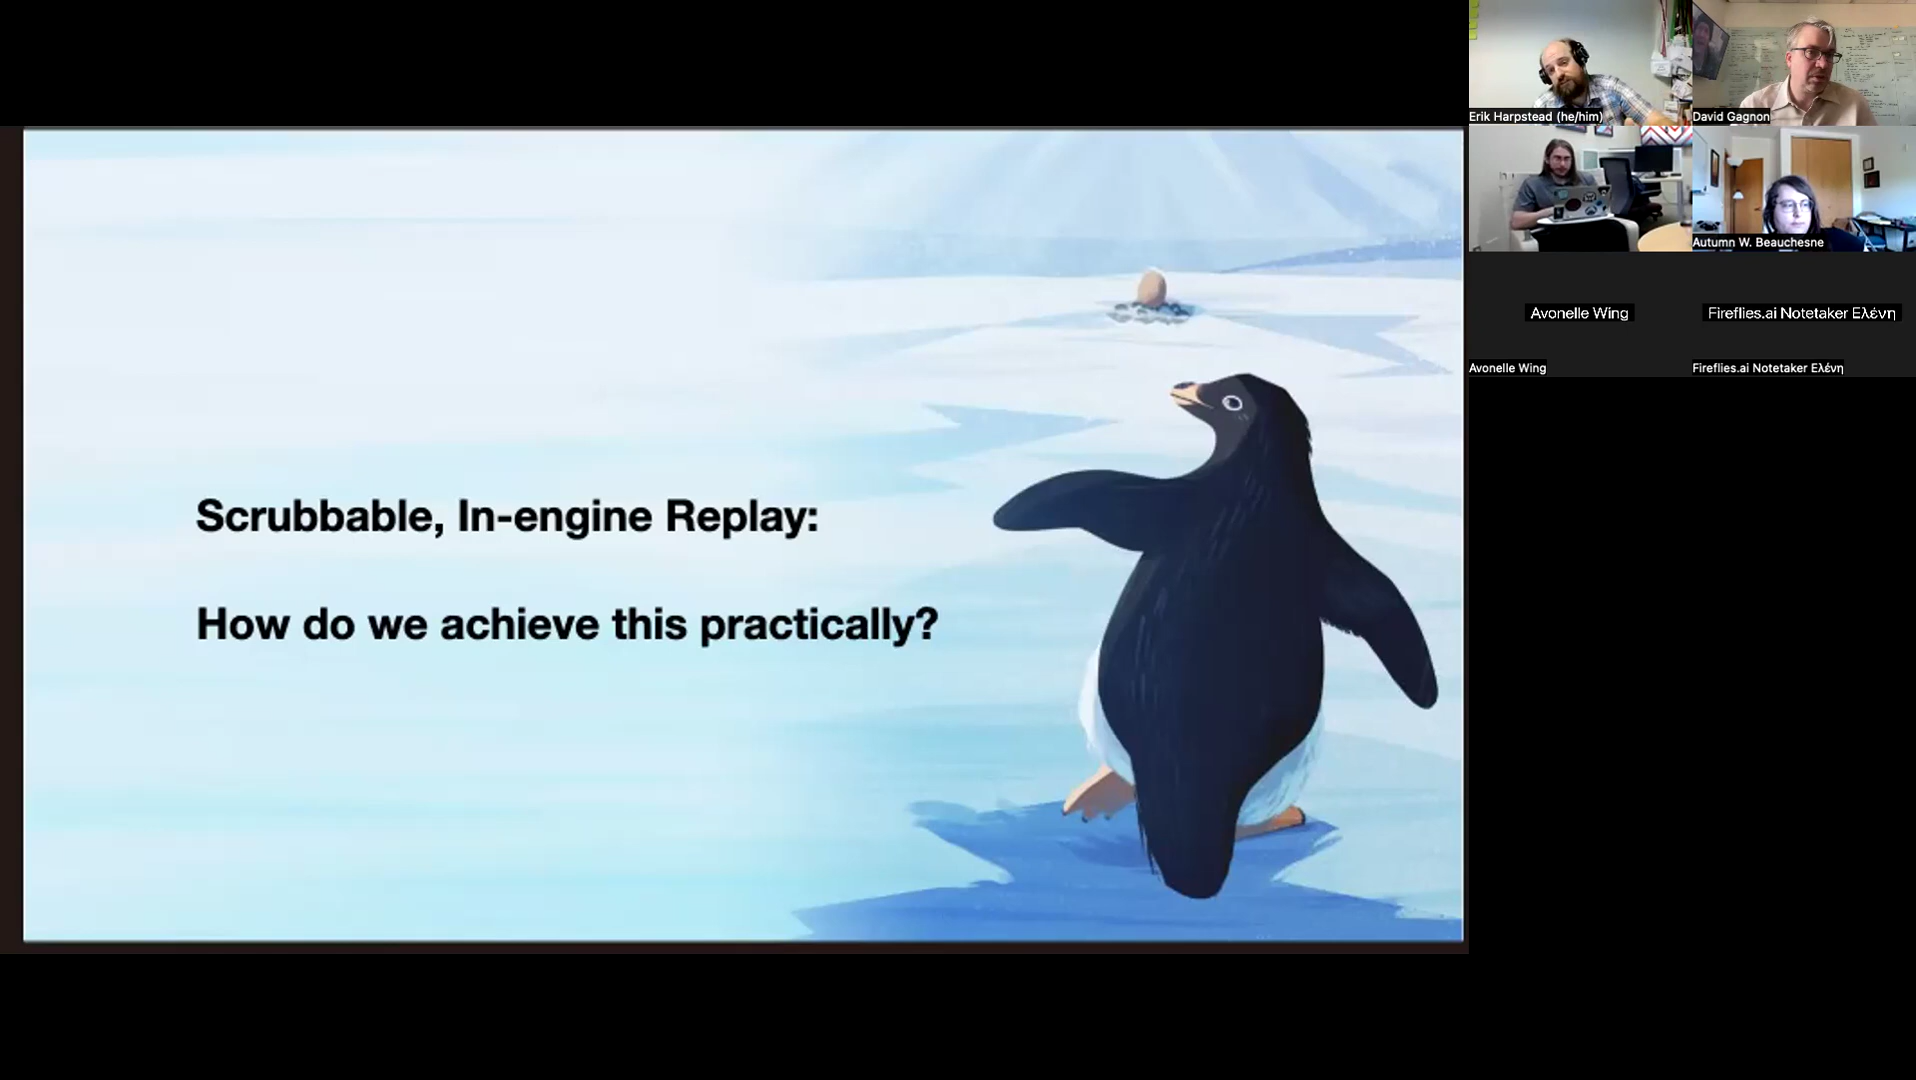 Scrubbable, In-engine Replay:
How do we achieve this practically?
Erik Harpstead (he/him)
David Gagnon
Autumn W. Beauchesne
Avonelle Wing
Fireflies.ai Notetaker Ελένη
Avonelle Wing
Fireflies.ai Notetaker Ελένη